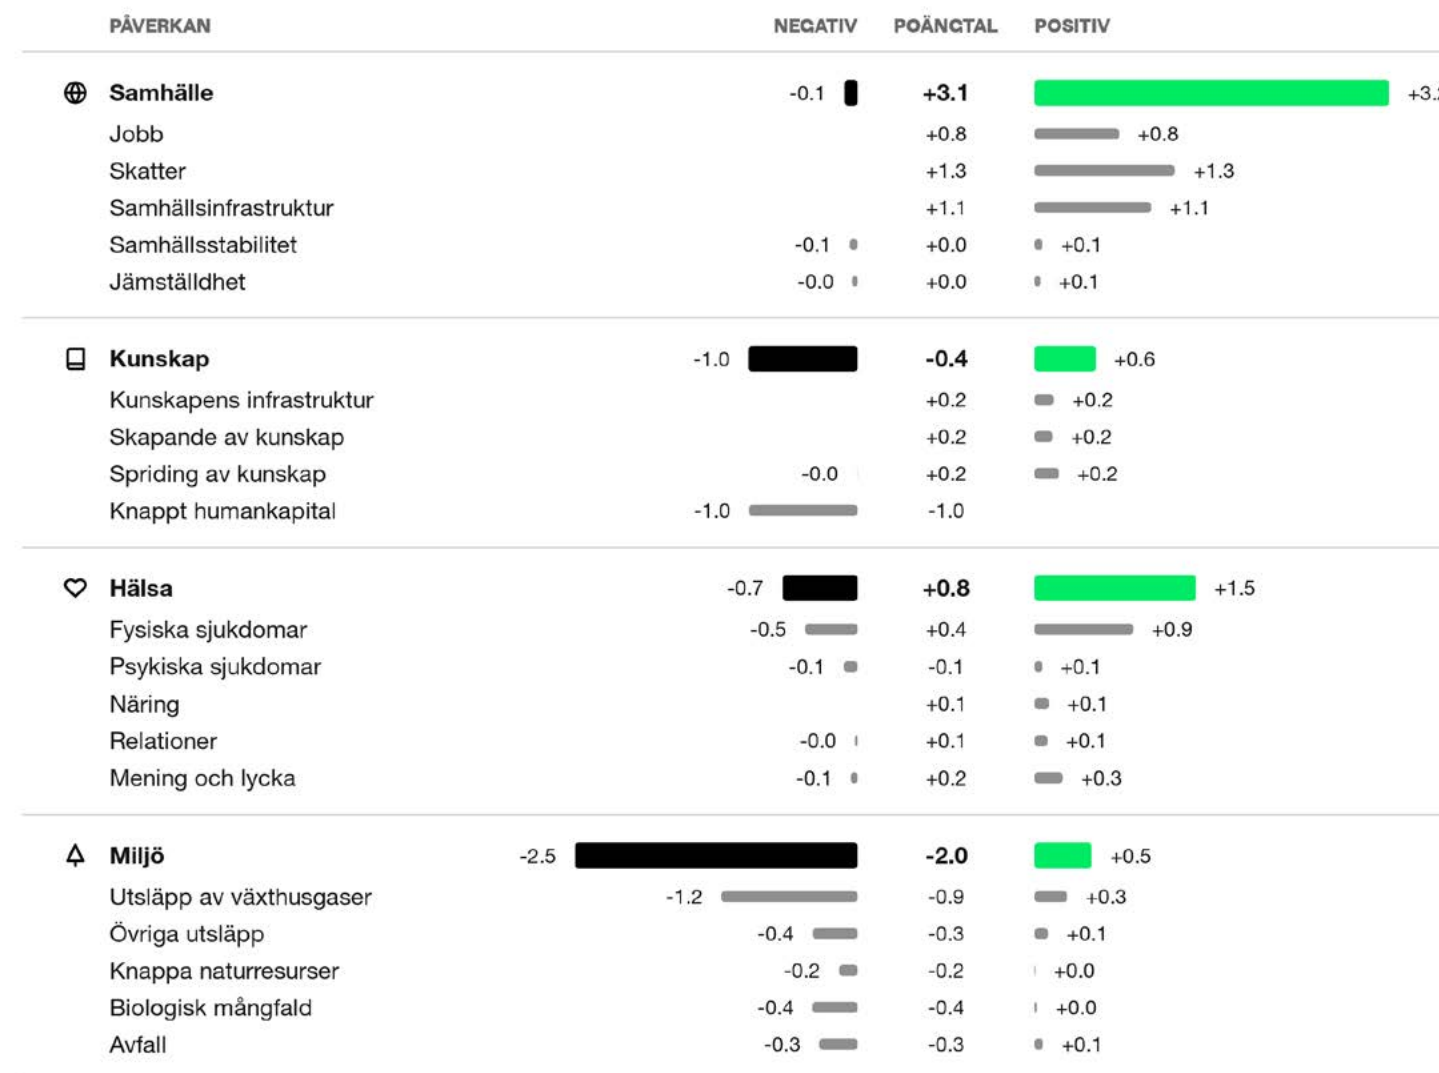 PÅVERKAN NEGATIV POÄNGTAL POSITIV
Samhälle -0.1 +3.1 +3.
Jobb +0.8 +0.8
Skatter +1.3 +1.3
Samhällsinfrastruktur +1.1 +1.1
Samhällsstabilitet -0.1 +0.0 +0.1
Jämställdhet -0.0 +0.0 +0.1
Kunskap -1.0 -0.4 +0.6
Kunskapens infrastruktur +0.2 +0.2
Skapande av kunskap +0.2 +0.2
Spriding av kunskap -0.0 +0.2 +0.2
Knappt humankapital -1.0 -1.0
Hälsa -0.7 +0.8 +1.5
Fysiska sjukdomar -0.5 +0.4 +0.9
Psykiska sjukdomar -0.1 -0.1 +0.1
Näring +0.1 +0.1
Relationer -0.0 +0.1 +0.1
Mening och lycka -0.1 +0.2 +0.3
Miljö -2.5 -2.0 +0.5
Utsläpp av växthusgaser -1.2 -0.9 +0.3
Övriga utsläpp -0.4 -0.3 +0.1
Knappa naturresurser -0.2 -0.2 +0.0
Biologisk mångfald -0.4 -0.4 +0.0
Avfall -0.3 -0.3 +0.1